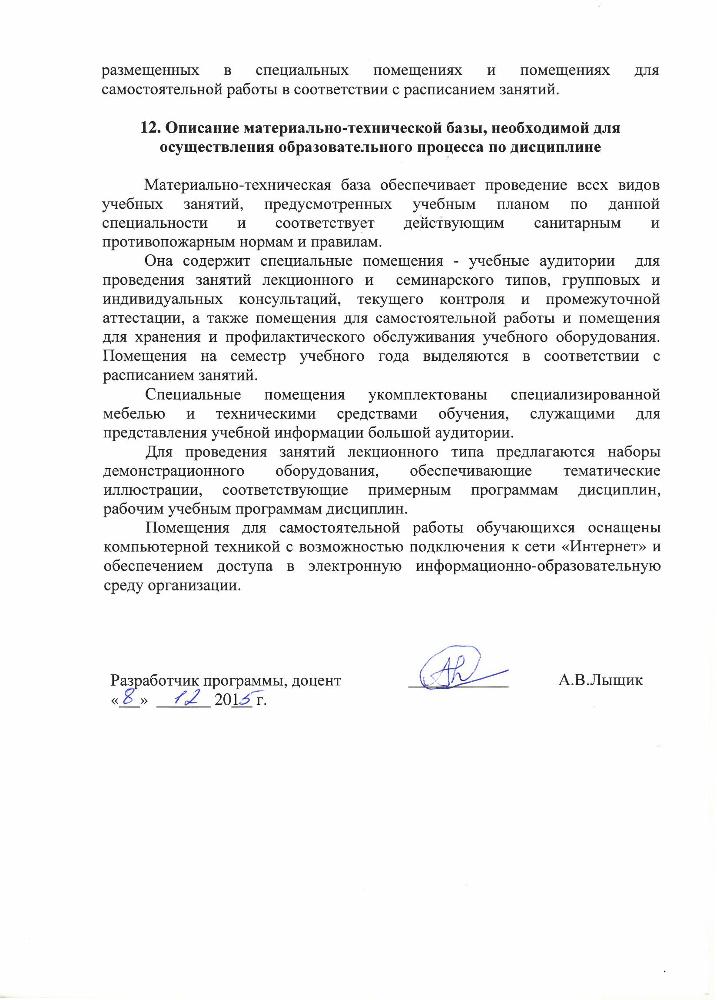 размещенных в специальных помещениях и помещениях для
самостоятельной работы в соответствии с расписанием занятий.
12. Описание материально-технической базы, необходимой для
осуществления образовательного процесса по дисциплине
Материально-техническая база обеспечивает проведение всех видов
учебных занятий, предусмотренных учебным планом по данной
специальности и соответствует действующим санитарным и
противопожарным нормам и правилам.
Она содержит специальные помещения - учебные аудитории для
проведения занятий лекционного и семинарского типов, групповых и
индивидуальных консультаций, текущего контроля и промежуточной
аттестации, а также помещения для самостоятельной работы и помещения
для хранения и профилактического обслуживания учебного оборудования.
Помещения на семестр учебного года выделяются в соответствии с
расписанием занятий.
Специальные помещения укомплектованы специализированной
мебелью и техническими средствами обучения, служащими для
представления учебной информации большой аудитории.
Для проведения занятий лекционного типа предлагаются наборы
демонстрационного оборудования, обеспечивающие тематические
иллюстрации, соответствующие примерным программам дисциплин,
рабочим учебным программам дисциплин.
Помещения для самостоятельной работы обучающихся оснащены
компьютерной техникой с возможностью подключения к сети «Интернет» и
обеспечением доступа в электронную информационно-образовательную
среду организации.
Разработчик программы, доцент А.В.Лыщик
«8» 12 2015 г.